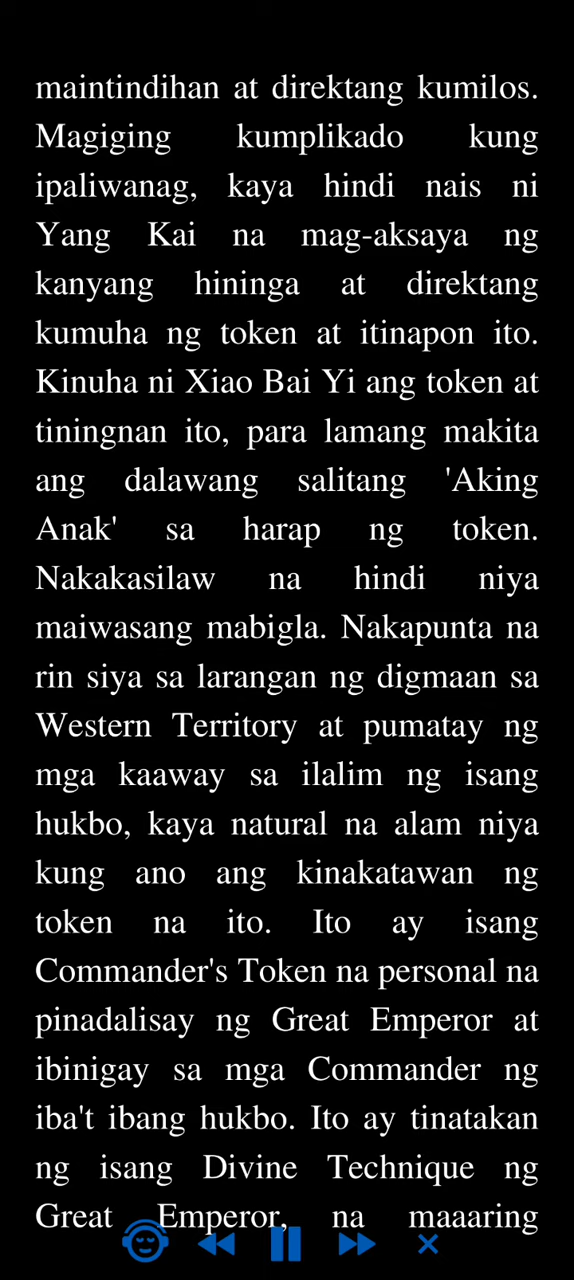 maintindihan at direktang kumilos.
Magiging kumplikado kung
ipaliwanag, kaya hindi nais ni
Yang Kai na mag-aksaya ng
kanyang hininga at direktang
kumuha ng token at itinapon ito.
Kinuha ni Xiao Bai Yi ang token at
tiningnan ito, para lamang makita
ang dalawang salitang 'Aking
Anak' sa harap ng token.
Nakakasilaw na hindi niya
maiwasang mabigla. Nakapunta na
rin siya sa larangan ng digmaan sa
Western Territory at pumatay ng
mga kaaway sa ilalim ng isang
hukbo, kaya natural na alam niya
kung ano ang kinakatawan ng
token na ito. Ito ay isang
Commander's Token na personal na
pinadalisay ng Great Emperor at
ibinigay sa mga Commander ng
iba't ibang hukbo. Ito ay tinatakan
ng isang Divine Technique ng
Great Emperor, na maaaring